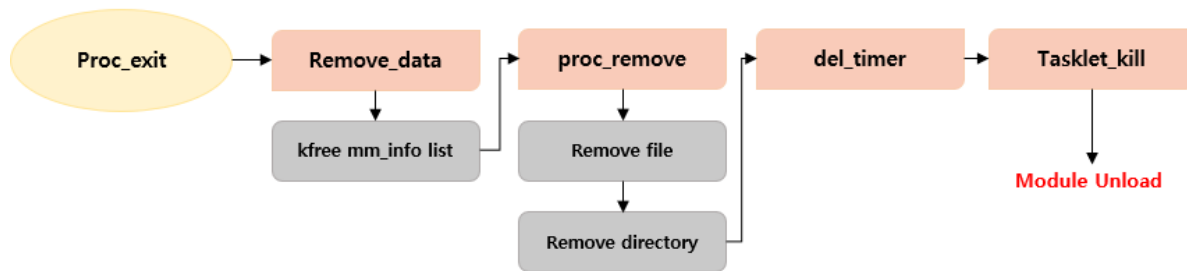 Proc_exit
Remove_data
kfree mm_info list
proc_remove
Remove file
Remove directory
del_timer
Tasklet_kill
Module Unload